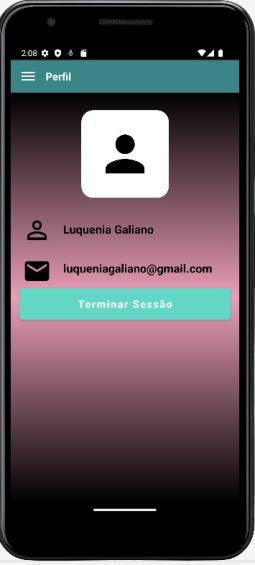 2:08
Perfil
Luquenia Galiano
luqueniagaliano@gmail.com
Terminar Sessão